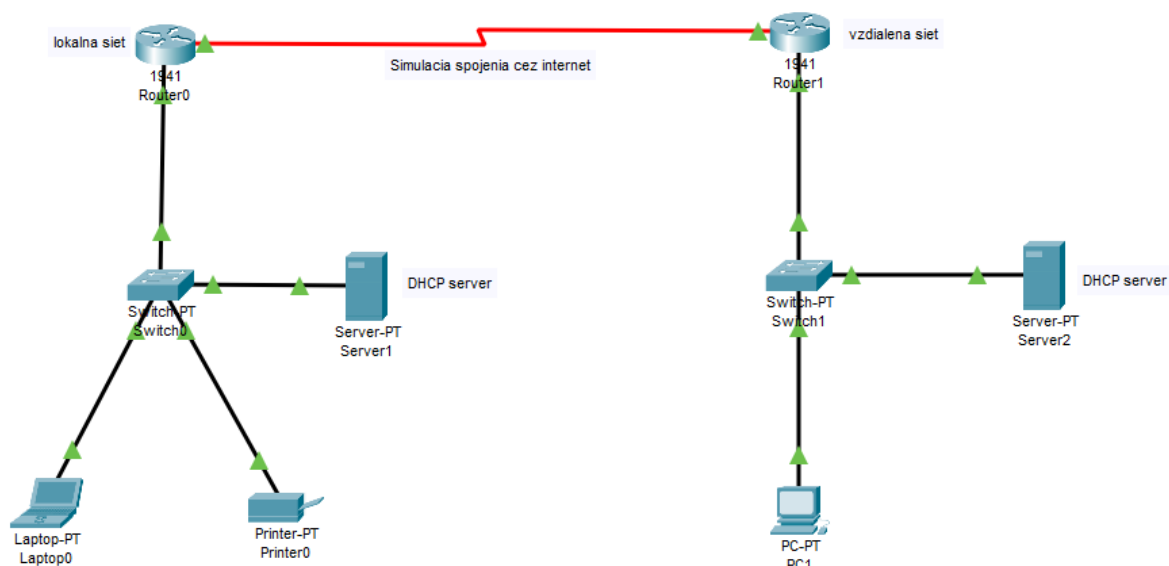 lokalna siet
1941
Router0
Simulacia spojenia cez internet
1941
Router1
vzdialena siet
Switch-PT
Switch0
Server-PT
Server1
DHCP server
Switch-PT
Switch1
Server-PT
Server2
DHCP server
Laptop-PT
Laptop0
Printer-PT
Printer0
PC-PT
PC1